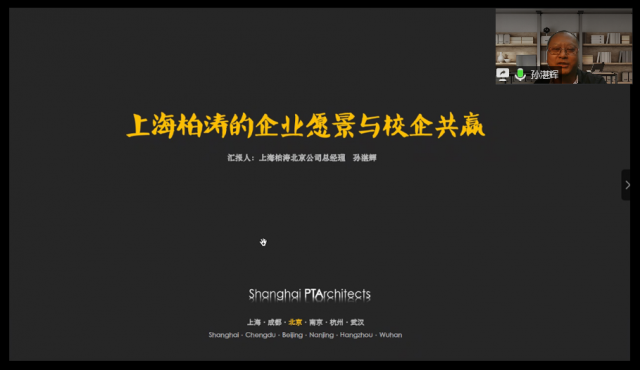 孙湛辉
上海柏涛的企业愿景与校企共赢
汇报人：上海柏涛北京公司总经理 孙湛辉
Shanghai PTArchitects
上海·成都·北京·南京·杭州·武汉
Shanghai - Chengdu - Beijing - Nanjing - Hangzhou - Wuhan